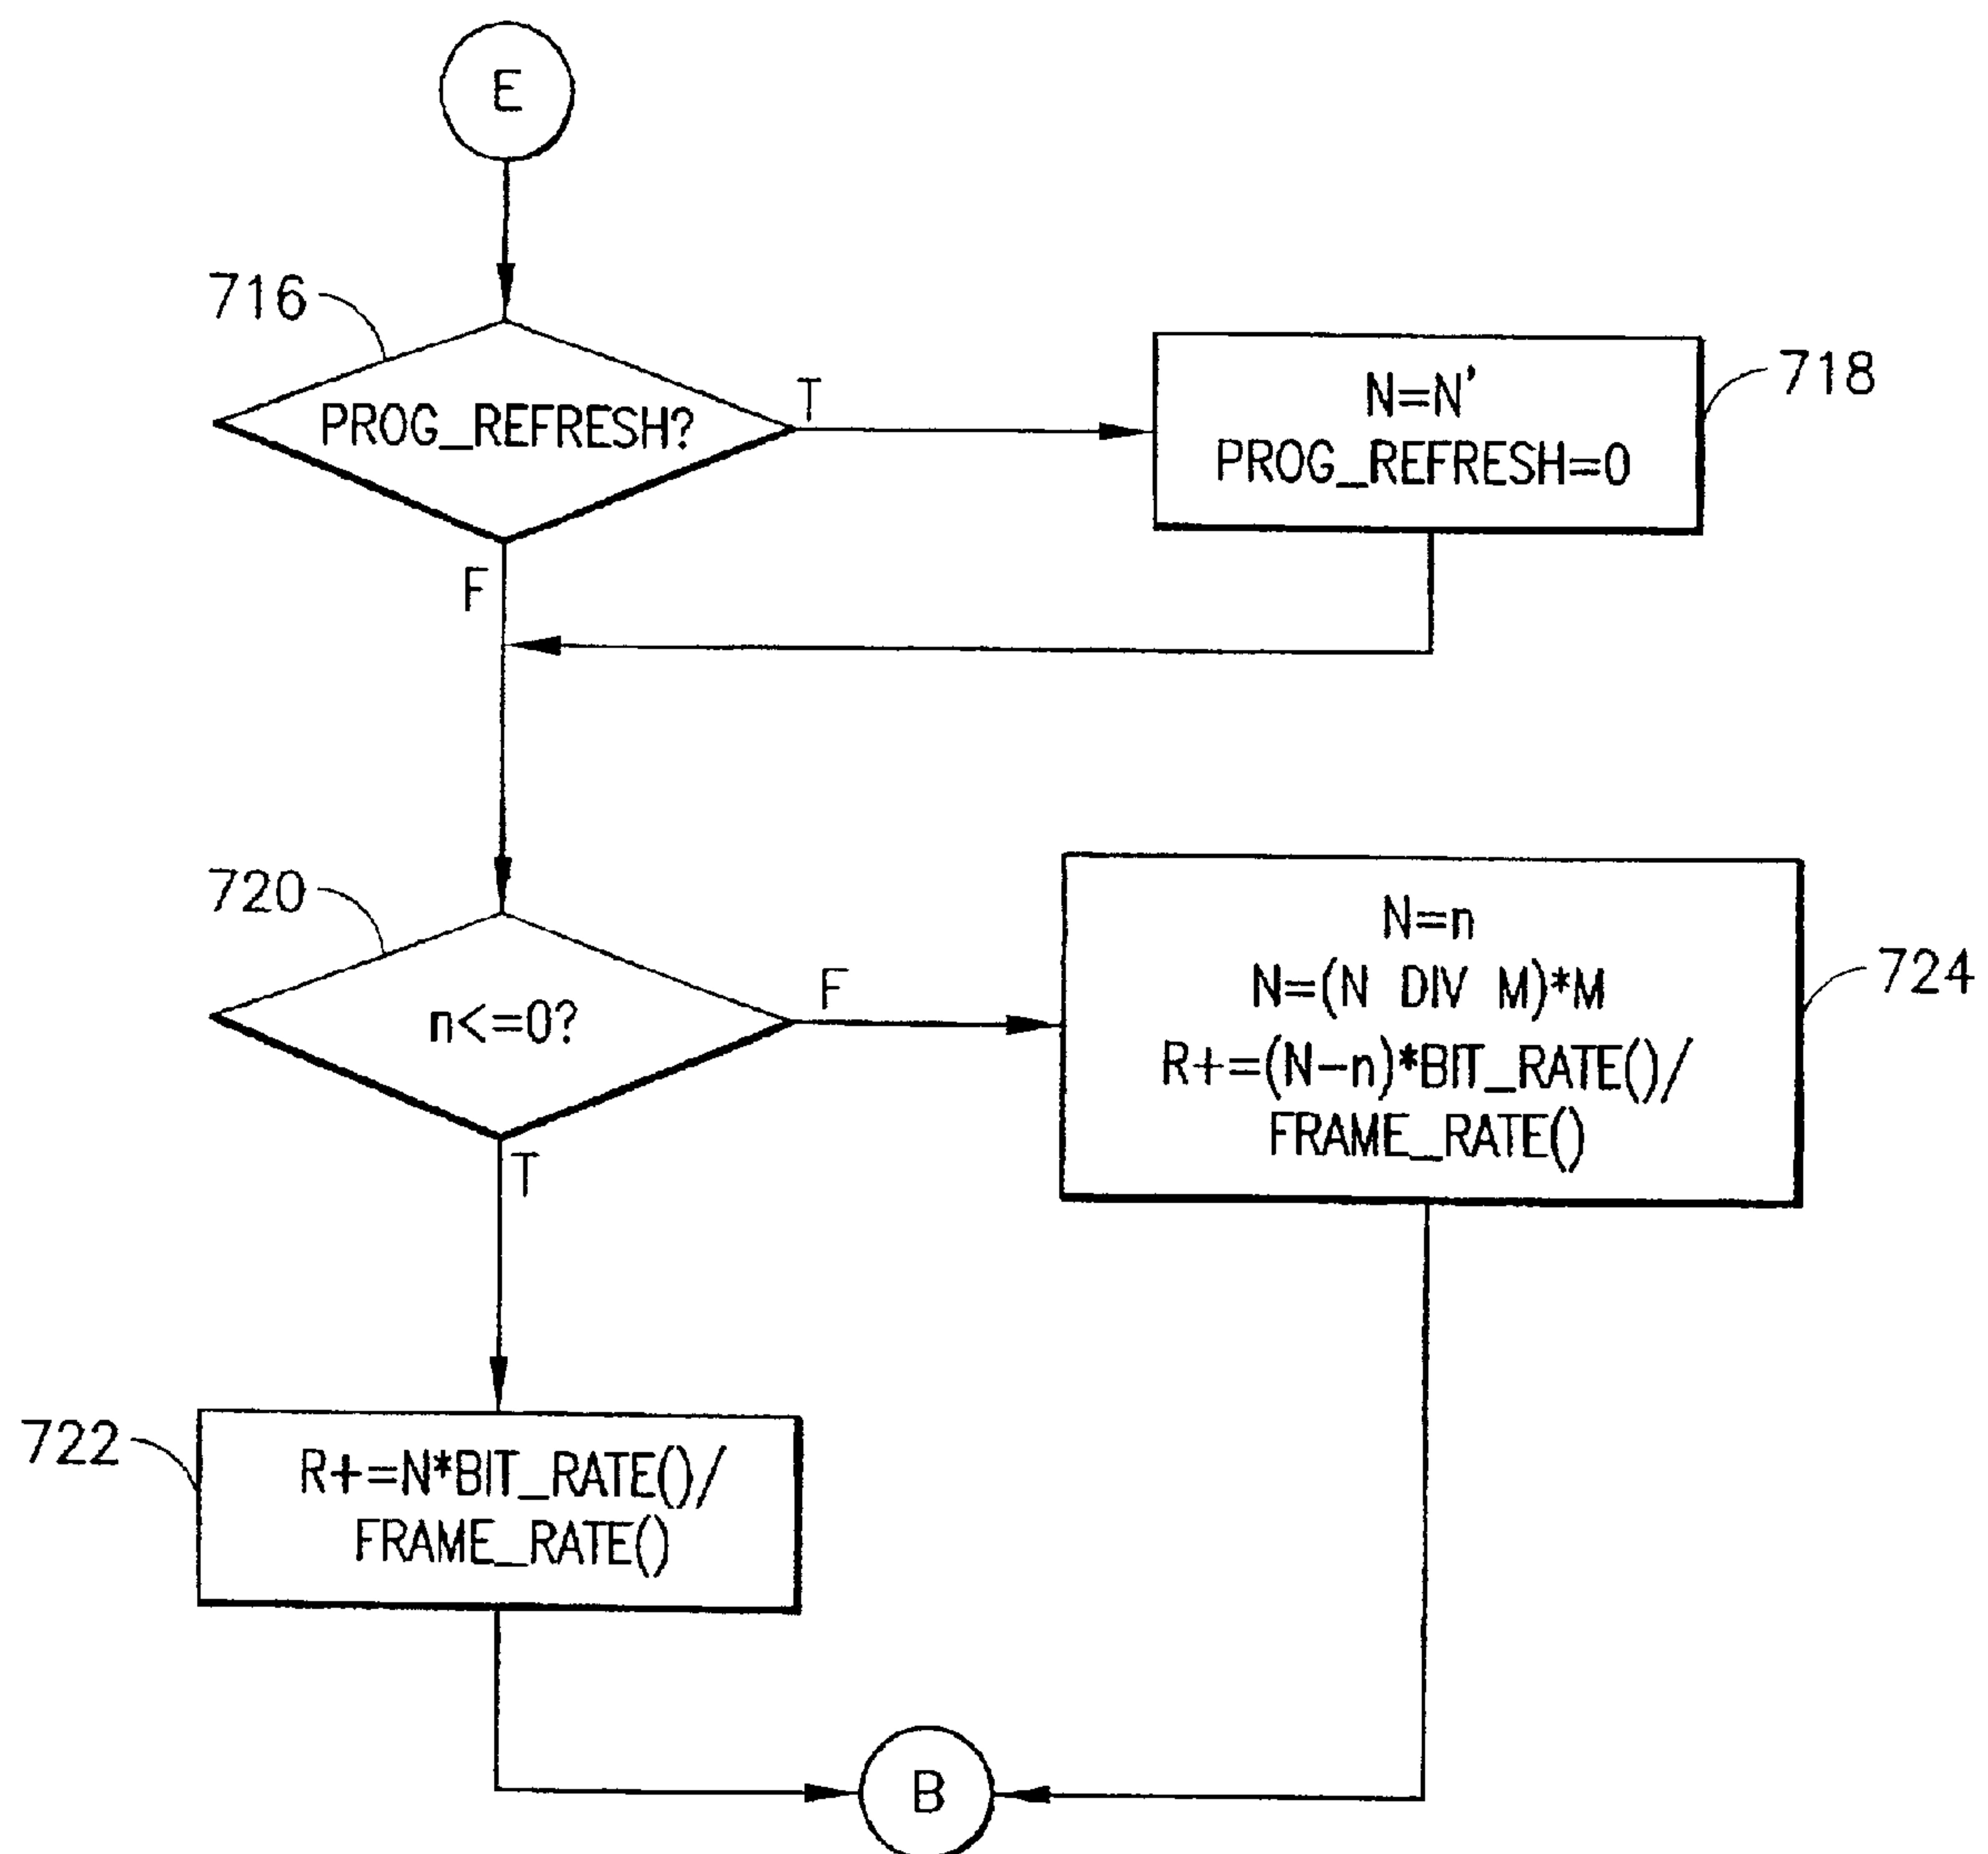 E
716
PROG_REFRESH?
T
N=N'
PROG_REFRESH=0
718
F
720
n<=0?
F
N=n
N=(N DIV M)*M
R+=(N-n)*BIT_RATE()/
FRAME_RATE()
724
T
722
R+=N*BIT_RATE()/
FRAME_RATE()
B